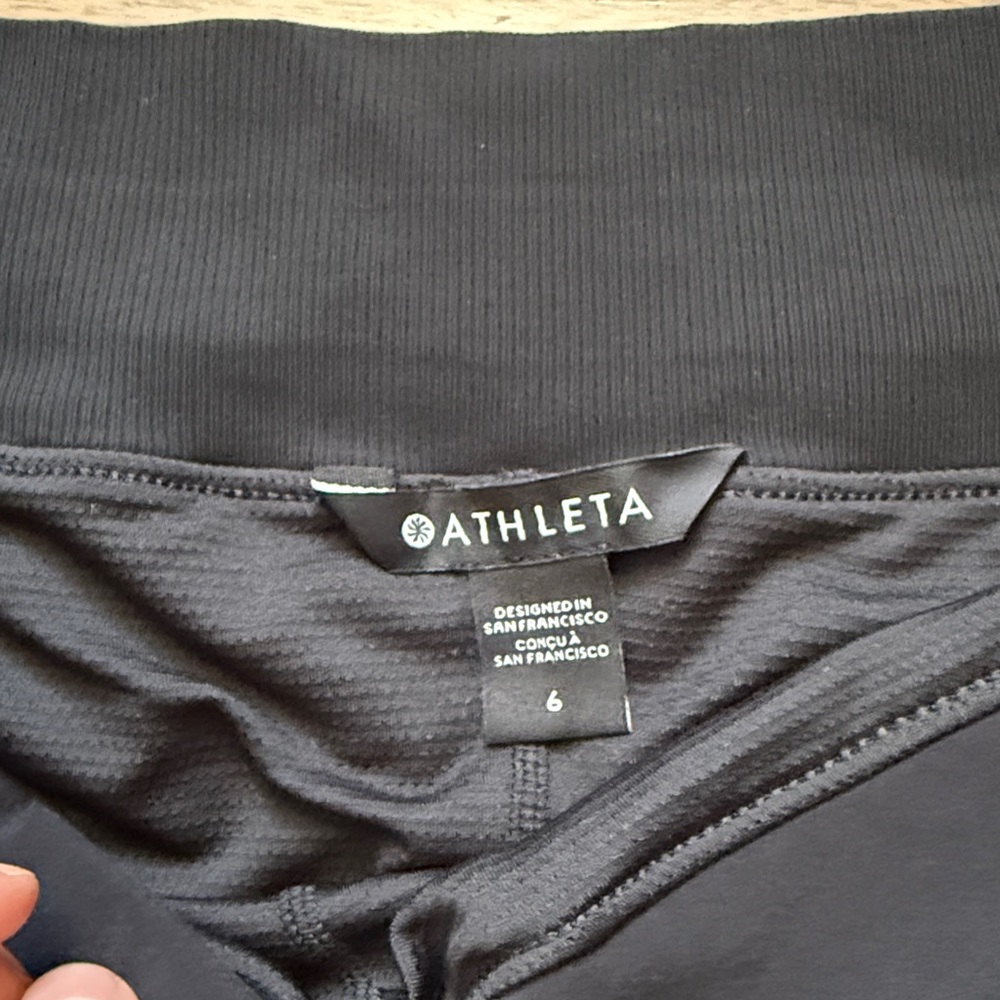 ATHLETA
DESIGNED IN
SAN FRANCISCO
CONÇU À
SAN FRANCISCO
6